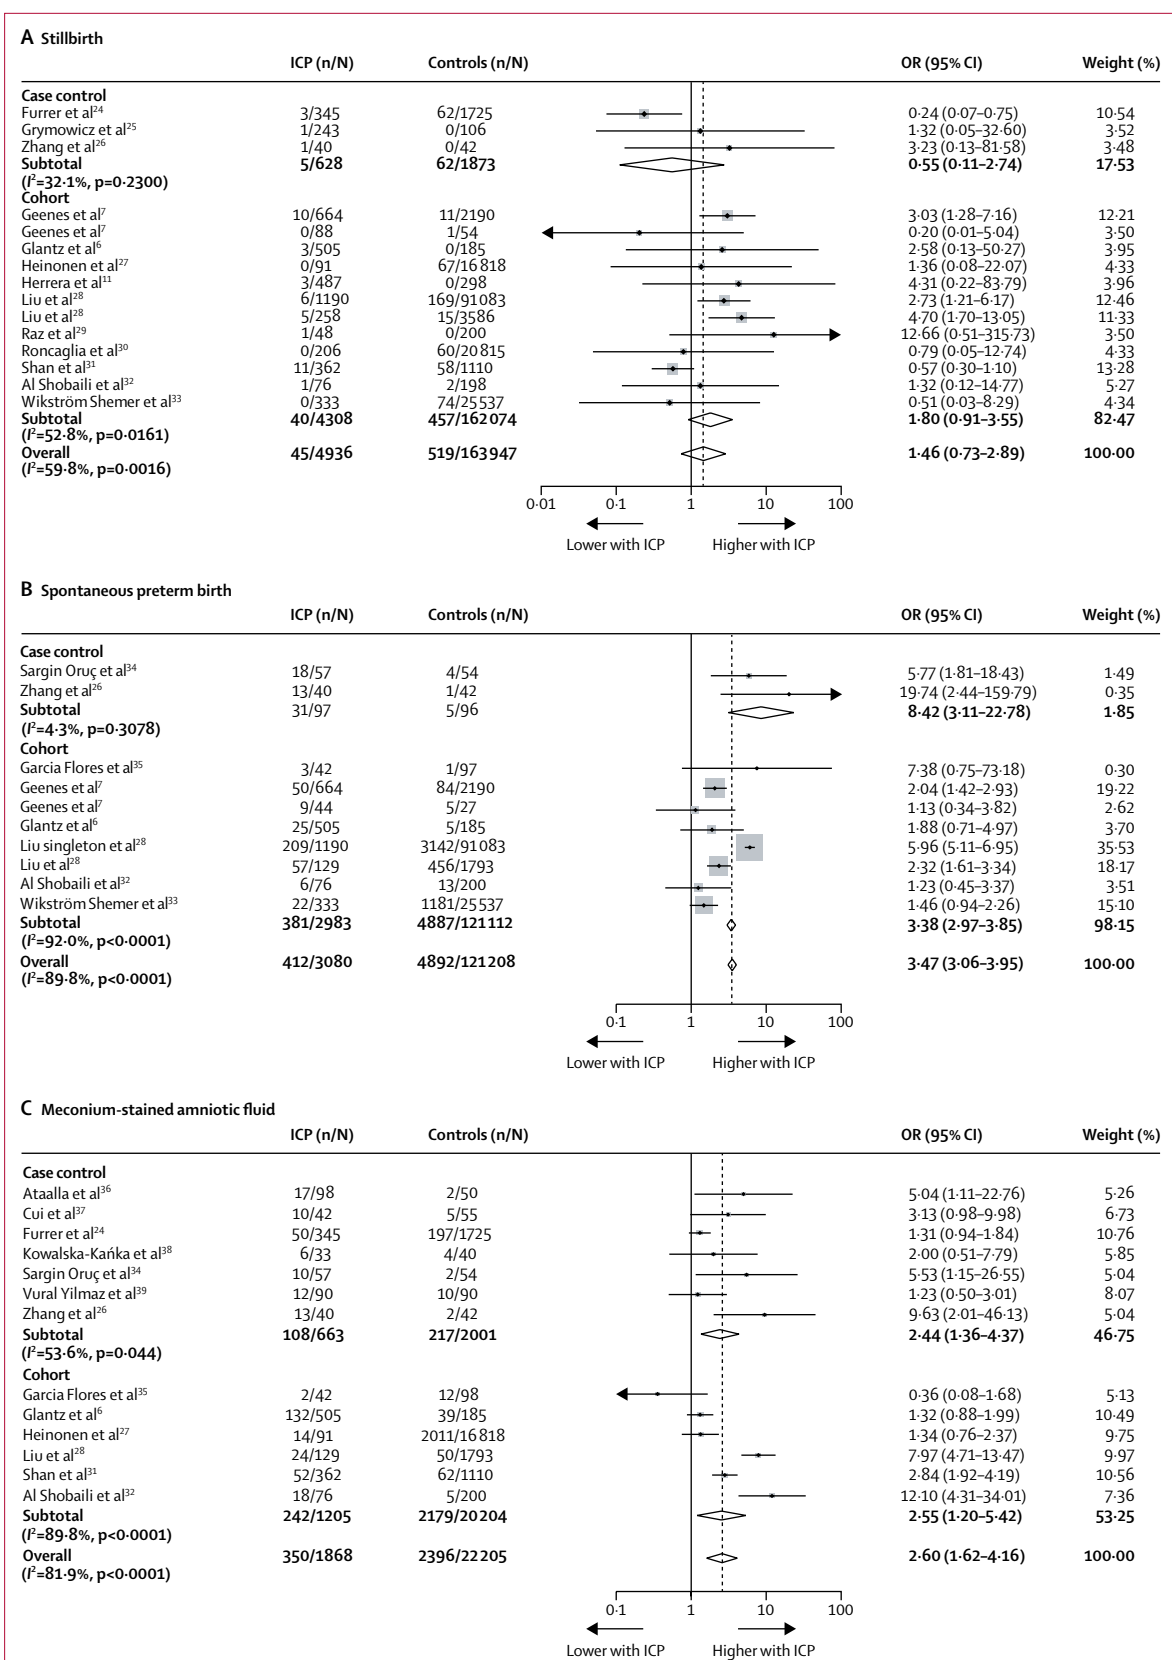 A Stillbirth
ICP (n/N) Controls (n/N) OR (95% CI) Weight (%)
Case control
Furrer et al24 3/345 62/1725 0·24 (0·07–0·75) 10·54
Grymowicz et al25 1/243 0/106 1·32 (0·05–32·60) 3·52
Zhang et al26 1/40 0/42 3·23 (0·13–81·58) 3·48
Subtotal 5/628 62/1873 0·55 (0·11–2·74) 17·53
(I²=32·1%, p=0·2300)
Cohort
Geenes et al7 10/664 11/2190 3·03 (1·28–7·16) 12·21
Geenes et al7 0/88 1/54 0·20 (0·01–5·04) 3·50
Glantz et al6 3/505 0/185 2·58 (0·13–50·27) 3·95
Heinonen et al27 0/91 67/16 818 1·36 (0·08–22·07) 4·33
Herrera et al11 3/487 0/298 4·31 (0·22–83·79) 3·96
Liu et al28 6/1190 169/91 083 2·73 (1·21–6·17) 12·46
Liu et al28 5/258 15/3586 4·70 (1·70–13·05) 11·33
Raz et al29 1/48 0/200 12·66 (0·51–315·73) 3·50
Roncaglia et al30 0/206 60/20 815 0·79 (0·05–12·74) 4·33
Shan et al31 11/362 58/1110 0·57 (0·30–1·10) 13·28
Al Shobaili et al32 1/76 2/198 1·32 (0·12–14·77) 5·27
Wikström Shemer et al33 0/333 74/25 537 0·51 (0·03–8·29) 4·34
Subtotal 40/4308 457/162 074 1·80 (0·91–3·55) 82·47
(I²=52·8%, p=0·0161)
Overall 45/4936 519/163 947 1·46 (0·73–2·89) 100·00
(I²=59·8%, p=0·0016)
0·01 0·1 1 10 100
Lower with ICP Higher with ICP
B Spontaneous preterm birth
ICP (n/N) Controls (n/N) OR (95% CI) Weight (%)
Case control
Sargin Oruç et al34 18/57 4/54 5·77 (1·81–18·43) 1·49
Zhang et al26 13/40 1/42 19·74 (2·44–159·79) 0·35
Subtotal 31/97 5/96 8·42 (3·11–22·78) 1·85
(I²=4·3%, p=0·3078)
Cohort
Garcia Flores et al35 3/42 1/97 7·38 (0·75–73·18) 0·30
Geenes et al7 50/664 84/2190 2·04 (1·42–2·93) 19·22
Geenes et al7 9/44 5/27 1·13 (0·34–3·82) 2·62
Glantz et al6 25/505 5/185 1·88 (0·71–4·97) 3·70
Liu singleton et al28 209/1190 3142/91 083 5·96 (5·11–6·95) 35·53
Liu et al28 57/129 456/1793 2·32 (1·61–3·34) 18·17
Al Shobaili et al32 6/76 13/200 1·23 (0·45–3·37) 3·51
Wikström Shemer et al33 22/333 1181/25 537 1·46 (0·94–2·26) 15·10
Subtotal 381/2983 4887/121 112 3·38 (2·97–3·85) 98·15
(I²=92·0%, p<0·0001)
Overall 412/3080 4892/121 208 3·47 (3·06–3·95) 100·00
(I²=89·8%, p<0·0001)
0·1 1 10 100
Lower with ICP Higher with ICP
C Meconium-stained amniotic fluid
ICP (n/N) Controls (n/N) OR (95% CI) Weight (%)
Case control
Ataalla et al36 17/98 2/50 5·04 (1·11–22·76) 5·26
Cui et al37 10/42 5/55 3·13 (0·98–9·98) 6·73
Furrer et al24 50/345 197/1725 1·31 (0·94–1·84) 10·76
Kowalska-Kańka et al38 6/33 4/40 2·00 (0·51–7·79) 5·85
Sargin Oruç et al34 10/57 2/54 5·53 (1·15–26·55) 5·04
Vural Yilmaz et al39 12/90 10/90 1·23 (0·50–3·01) 8·07
Zhang et al26 13/40 2/42 9·63 (2·01–46·13) 5·04
Subtotal 108/663 217/2001 2·44 (1·36–4·37) 46·75
(I²=53·6%, p=0·044)
Cohort
Garcia Flores et al35 2/42 12/98 0·36 (0·08–1·68) 5·13
Glantz et al6 132/505 39/185 1·32 (0·88–1·99) 10·49
Heinonen et al27 14/91 2011/16 818 1·34 (0·76–2·37) 9·75
Liu et al28 24/129 50/1793 7·97 (4·71–13·47) 9·97
Shan et al31 52/362 62/1110 2·84 (1·92–4·19) 10·56
Al Shobaili et al32 18/76 5/200 12·10 (4·31–34·01) 7·36
Subtotal 242/1205 2179/20 204 2·55 (1·20–5·42) 53·25
(I²=89·8%, p<0·0001)
Overall 350/1868 2396/22 205 2·60 (1·62–4·16) 100·00
(I²=81·9%, p<0·0001)
0·1 1 10 100
Lower with ICP Higher with ICP